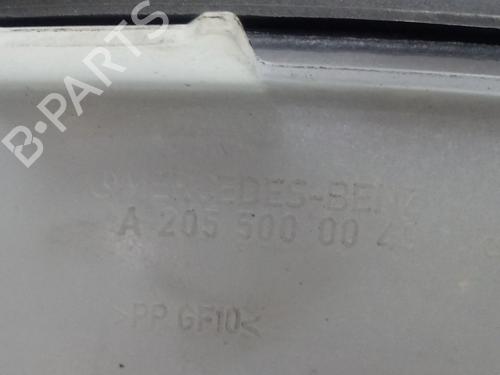 B-PARTS
MERCEDES-BENZ
A 205 500 00
>PP GF10<